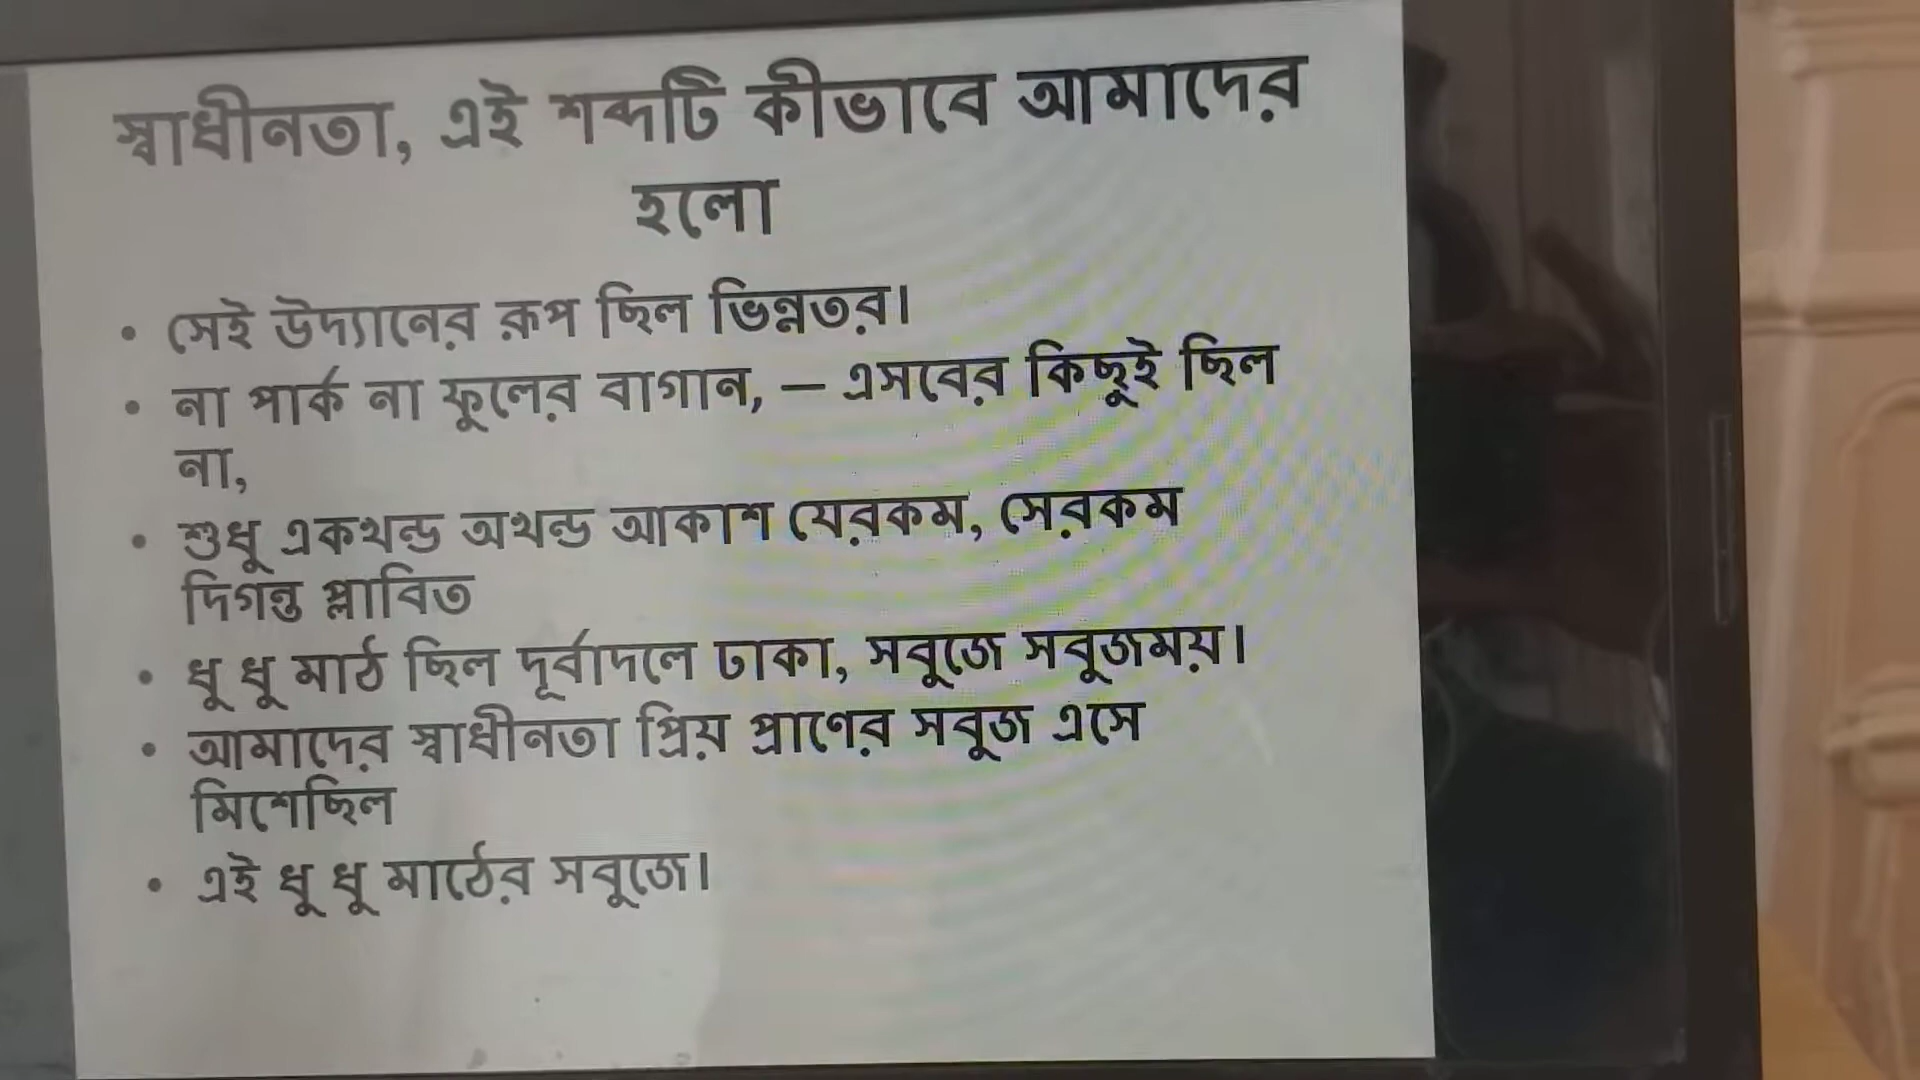 স্বাধীনতা, এই শব্দটি কীভাবে আমাদের
হলো
• সেই উদ্যানের রূপ ছিল ভিন্নতর।
• না পার্ক না ফুলের বাগান, – এসবের কিছুই ছিল
না,
• শুধু একখন্ড অখন্ড আকাশ যেরকম, সেরকম
দিগন্ত প্লাবিত
• ধু ধু মাঠ ছিল দূর্বাদলে ঢাকা, সবুজে সবুজময়।
• আমাদের স্বাধীনতা প্রিয় প্রাণের সবুজ এসে
মিশেছিল
• এই ধু ধু মাঠের সবুজে।